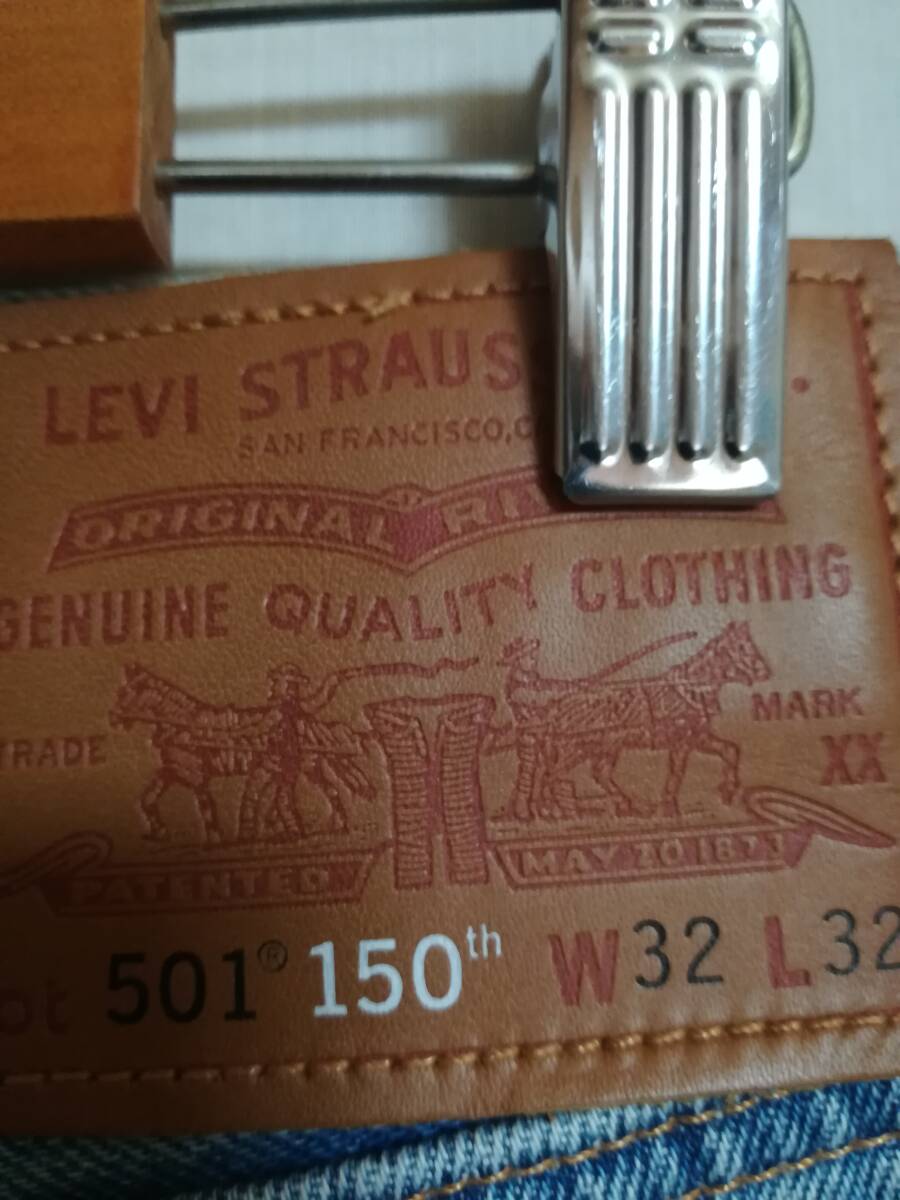 LEVI STRAUS
SAN FRANCISCO, C
ORIGINAL RI
GENUINE QUALITY CLOTHING
TRADE MARK
XX
PATENTED MAY 20 1873
ot 501® 150th W32 L32